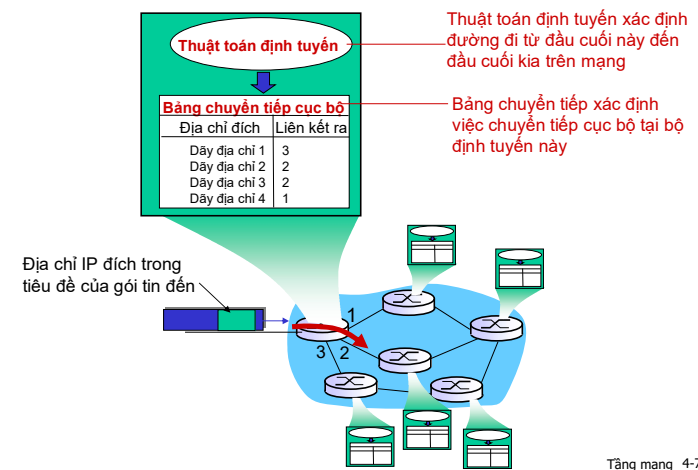 Thuật toán định tuyến
Thuật toán định tuyến xác định
đường đi từ đầu cuối này đến
đầu cuối kia trên mạng
Bảng chuyển tiếp cục bộ
Địa chỉ đích Liên kết ra
Dãy địa chỉ 1 3
Dãy địa chỉ 2 2
Dãy địa chỉ 3 2
Dãy địa chỉ 4 1
Bảng chuyển tiếp xác định
việc chuyển tiếp cục bộ tại bộ
định tuyến này
Địa chỉ IP đích trong
tiêu đề của gói tin đến
1
3 2
Tầng mạng 4-7